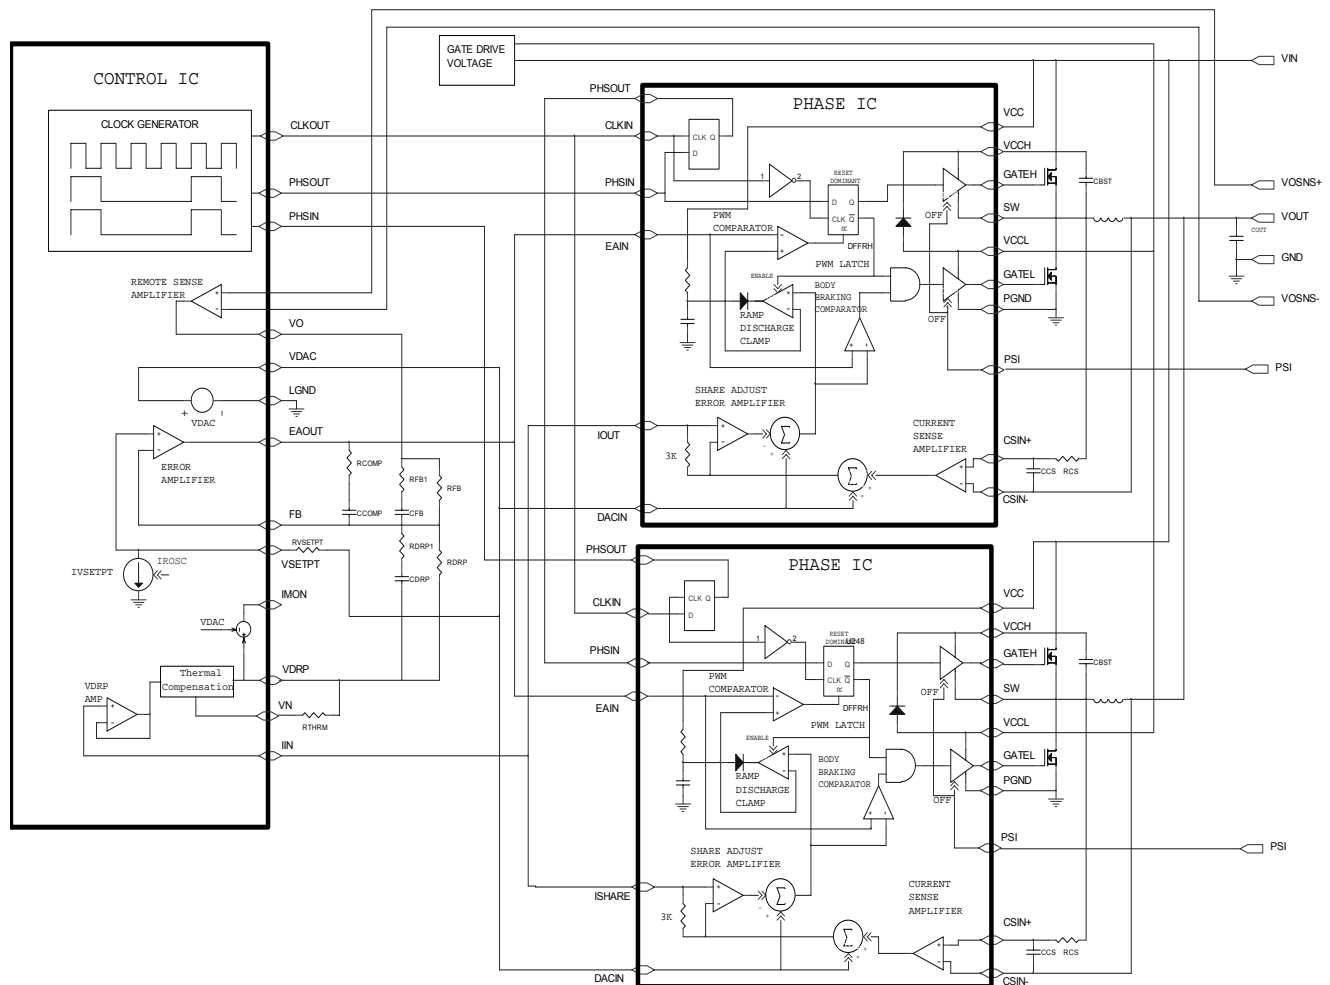 CONTROL IC
CLOCK GENERATOR
CLKOUT
PHSOUT
PHSIN
REMOTE SENSE
AMPLIFIER
+
-
VO
VDAC
LGND
+ -
VDAC
EAOUT
+
-
ERROR
AMPLIFIER
RCOMP
RFB1
RFB
CCOMP
CFB
FB
RVSETPT
RDRP1
RDRP
VSETPT
IROSC
IVSETPT
CDRP
IMON
VDAC
VDRP
Thermal
Compensation
VDRP
AMP
+
-
VN
RTHRM
IIN
GATE DRIVE
VOLTAGE
VIN
VOSNS+
VOUT
COUT
GND
VOSNS-
PSI
PHSOUT
PHASE IC
VCC
CLKIN
CLK Q
D
VCCH
1 2
RESET
DOMINANT
GATEH
CBST
PHSIN
D Q
CLK Q
R
OFF
SW
PWM
COMPARATOR
-
+
DFFRH
EAIN
VCCL
PWM LATCH
ENABLE
GATEL
BODY
BRAKING
COMPARATOR
+
-
RAMP
DISCHARGE
CLAMP
PGND
OFF
+ -
PSI
SHARE ADJUST
ERROR AMPLIFIER
CURRENT
SENSE
AMPLIFIER
IOUT
+
-
Σ
- +
3K
CSIN+
Σ
+
+
+
-
CCS RCS
CSIN-
DACIN
PHSOUT
PHASE IC
VCC
CLKIN
CLK Q
D
VCCH
1 2
RESET
DOMINANT
U248
GATEH
CBST
PHSIN
D Q
CLK Q
R
OFF
SW
PWM
COMPARATOR
-
+
DFFRH
EAIN
VCCL
PWM LATCH
ENABLE
GATEL
BODY
BRAKING
COMPARATOR
+
-
RAMP
DISCHARGE
CLAMP
PGND
OFF
+ -
PSI
PSI
SHARE ADJUST
ERROR AMPLIFIER
CURRENT
SENSE
AMPLIFIER
ISHARE
+
-
Σ
- +
3K
CSIN+
Σ
+
+
+
-
CCS RCS
CSIN-
DACIN